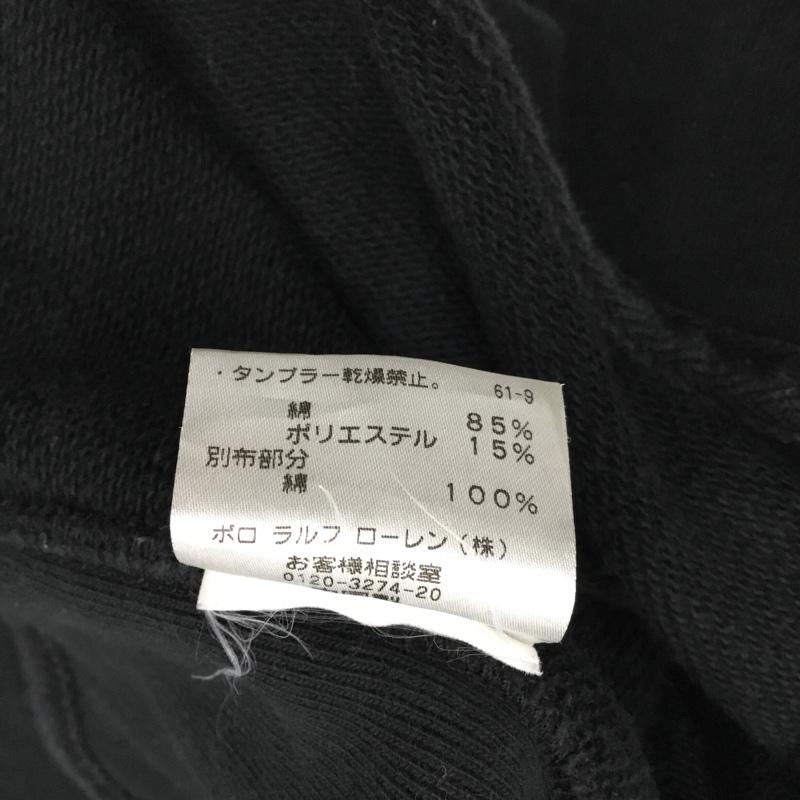 ・タンブラー乾燥禁止。 61-9
綿 85%
ポリエステル 15%
別布部分
綿 100%
ポロ ラルフ ローレン(株)
お客様相談室
0120-3274-20